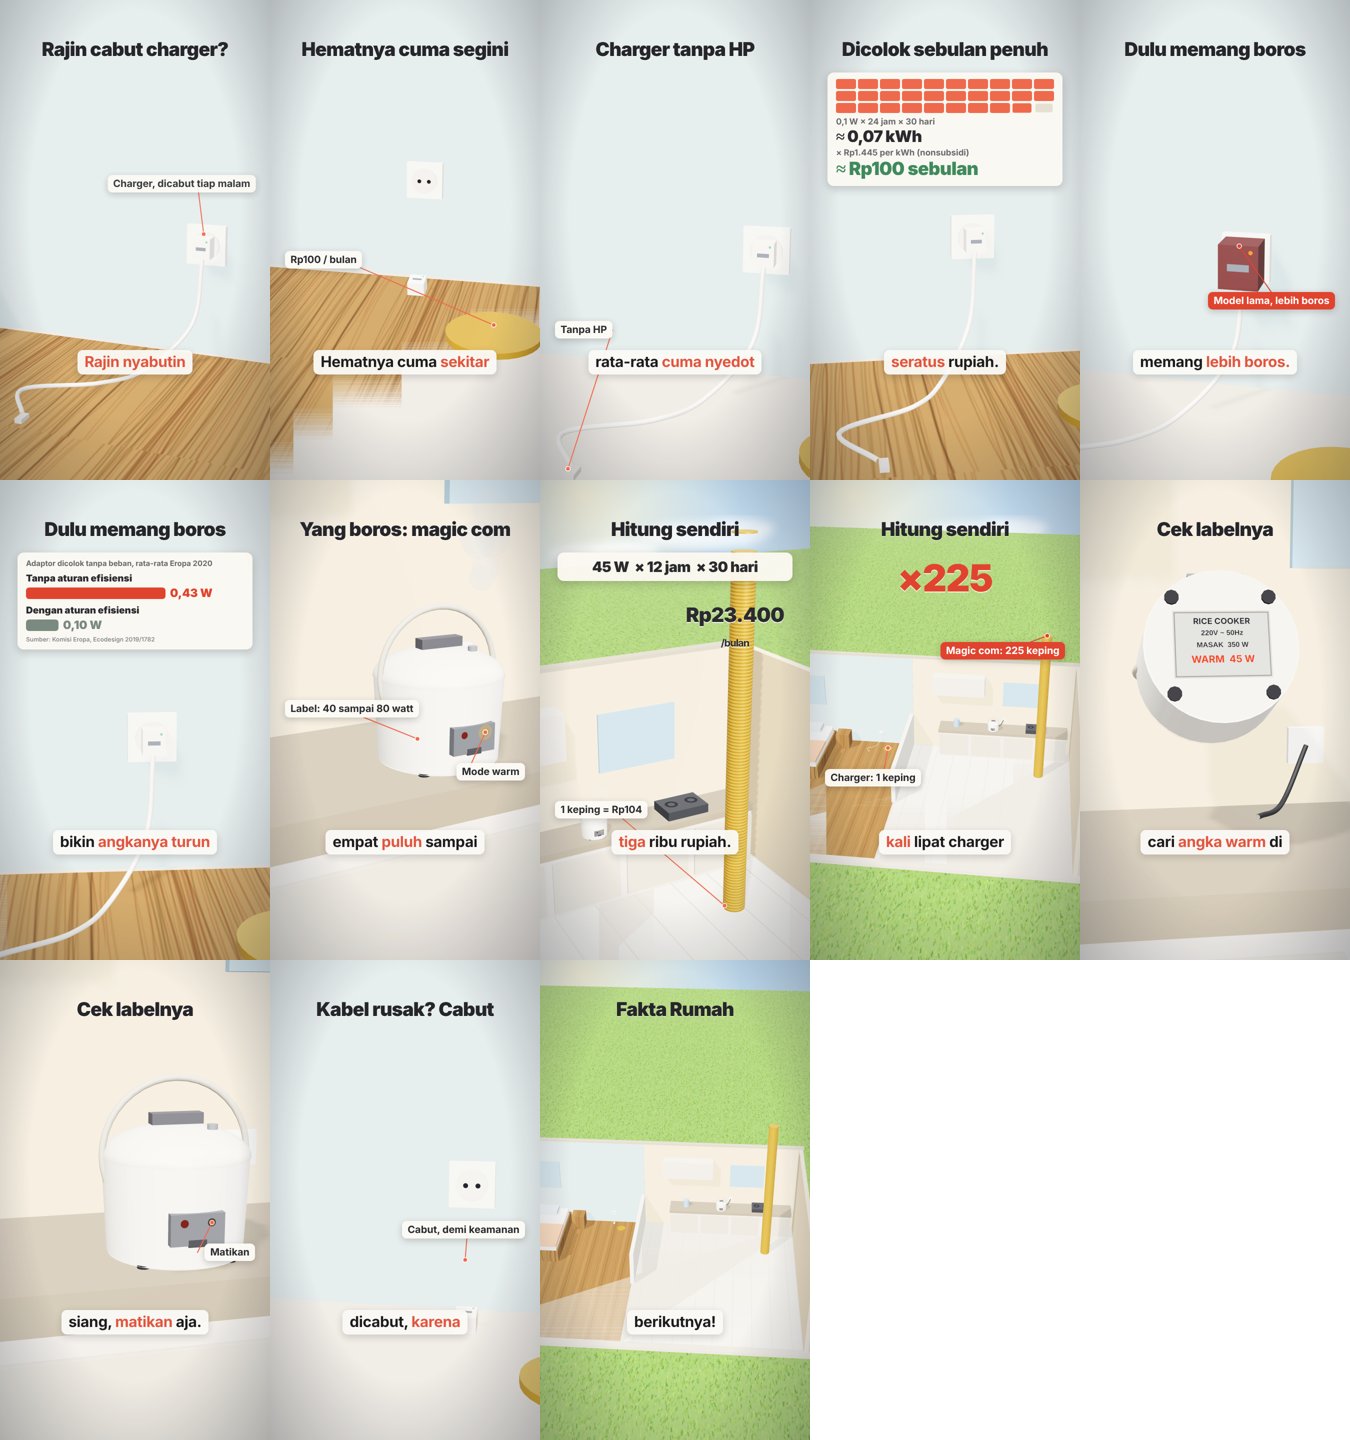 Rajin cabut charger?
Charger, dicabut tiap malam
Rajin nyabutin
Hematnya cuma segini
Rp100 / bulan
Hematnya cuma sekitar
Charger tanpa HP
Tanpa HP
rata-rata cuma nyedot
Dicolok sebulan penuh
0,1 W × 24 jam × 30 hari
≈ 0,07 kWh
× Rp1.445 per kWh (nonsubsidi)
≈ Rp100 sebulan
seratus rupiah.
Dulu memang boros
Model lama, lebih boros
memang lebih boros.
Dulu memang boros
Adaptor dicolok tanpa beban, rata-rata Eropa 2020
Tanpa aturan efisiensi
0,43 W
Dengan aturan efisiensi
0,10 W
Sumber: Komisi Eropa, Ecodesign 2019/1782
bikin angkanya turun
Yang boros: magic com
Label: 40 sampai 80 watt
Mode warm
empat puluh sampai
Hitung sendiri
45 W × 12 jam × 30 hari
Rp23.400
/bulan
1 keping = Rp104
tiga ribu rupiah.
Hitung sendiri
×225
Magic com: 225 keping
Charger: 1 keping
kali lipat charger
Cek labelnya
RICE COOKER
220V ~ 50Hz
MASAK 350 W
WARM 45 W
cari angka warm di
Cek labelnya
Matikan
siang, matikan aja.
Kabel rusak? Cabut
Cabut, demi keamanan
dicabut, karena
Fakta Rumah
berikutnya!